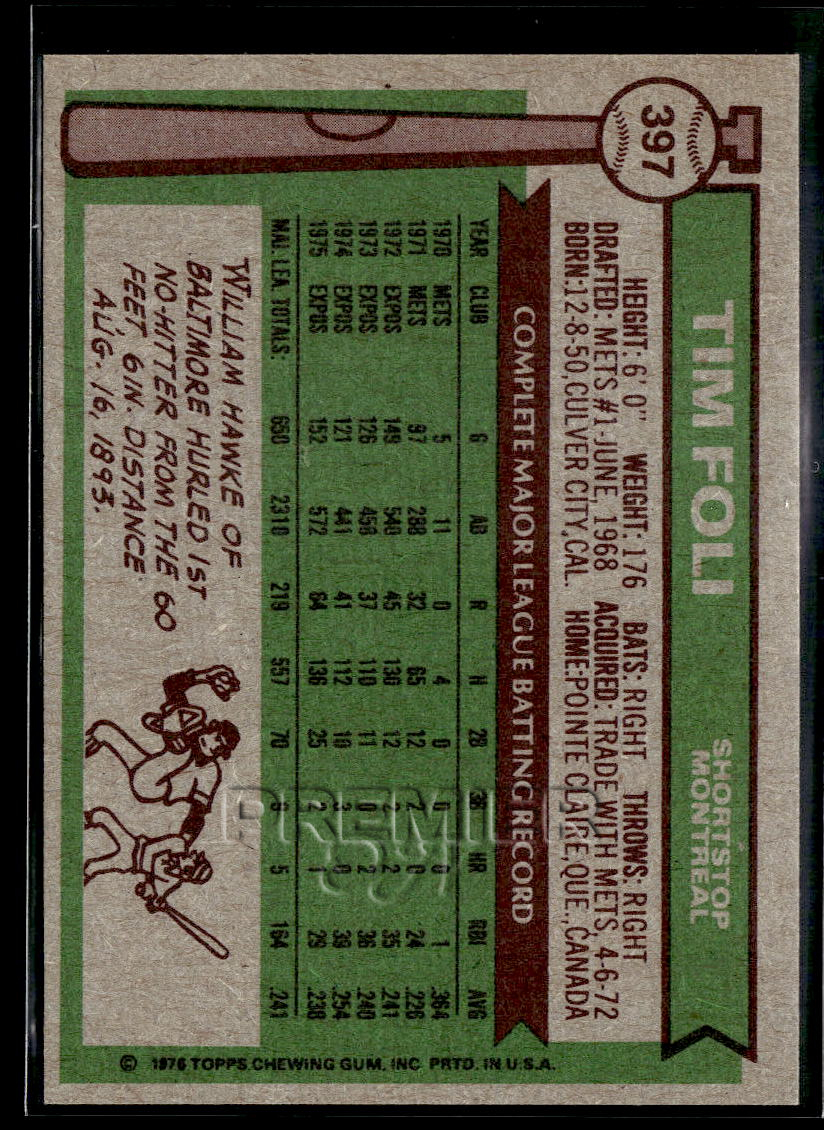 397
TIM FOLI
SHORTSTOP
MONTREAL
HEIGHT: 6' 0" WEIGHT: 176 BATS: RIGHT THROWS: RIGHT
DRAFTED: METS #1-JUNE, 1968 ACQUIRED: TRADE WITH METS, 4-6-72
BORN: 12-8-50, CULVER CITY, CAL. HOME: POINTE CLAIRE, QUE., CANADA
COMPLETE MAJOR LEAGUE BATTING RECORD
YEAR CLUB G AB R H 2B 3B HR RBI AVG
1970 METS 5 11 0 4 0 0 0 1 .364
1971 METS 97 288 32 65 12 2 0 24 .226
1972 EXPOS 149 540 45 130 12 2 2 35 .241
1973 EXPOS 126 458 37 110 11 0 2 36 .240
1974 EXPOS 121 441 41 112 10 3 0 39 .254
1975 EXPOS 152 572 64 136 25 2 1 29 .238
MAJ. LEA. TOTALS: 650 2310 219 557 70 9 5 164 .241
WILLIAM HAWKE OF
BALTIMORE HURLED 1ST
NO-HITTER FROM THE 60
FEET 6 IN. DISTANCE
AUG. 16, 1893.
© 1976 TOPPS CHEWING GUM, INC. PRTD. IN U.S.A.